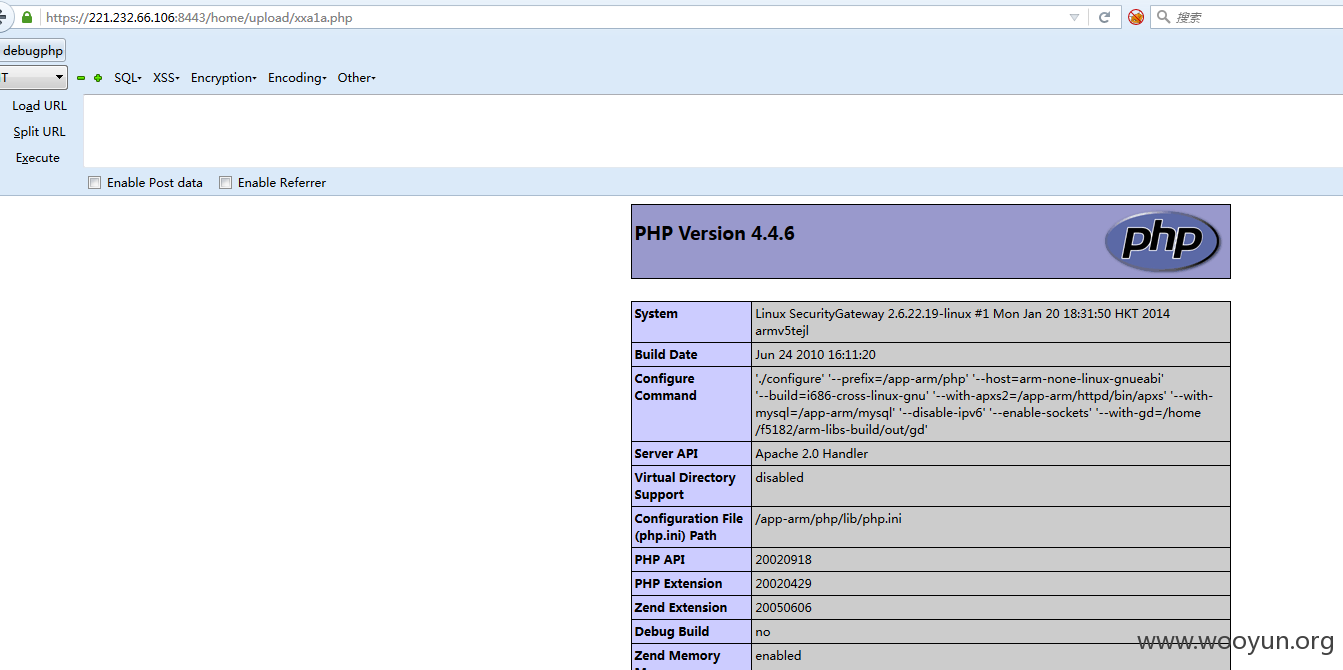 https://221.232.66.106:8443/home/upload/xxa1a.php
搜索
debugphp
T
SQL
XSS
Encryption
Encoding
Other
Load URL
Split URL
Execute
Enable Post data
Enable Referrer
PHP Version 4.4.6
php
System
Linux SecurityGateway 2.6.22.19-linux #1 Mon Jan 20 18:31:50 HKT 2014
armv5tejl
Build Date
Jun 24 2010 16:11:20
Configure
Command
'./configure' '--prefix=/app-arm/php' '--host=arm-none-linux-gnueabi'
'--build=i686-cross-linux-gnu' '--with-apxs2=/app-arm/httpd/bin/apxs' '--with-
mysql=/app-arm/mysql' '--disable-ipv6' '--enable-sockets' '--with-gd=/home
/f5182/arm-libs-build/out/gd'
Server API
Apache 2.0 Handler
Virtual Directory
Support
disabled
Configuration File
(php.ini) Path
/app-arm/php/lib/php.ini
PHP API
20020918
PHP Extension
20020429
Zend Extension
20050606
Debug Build
no
Zend Memory
enabled
www.wooyun.org